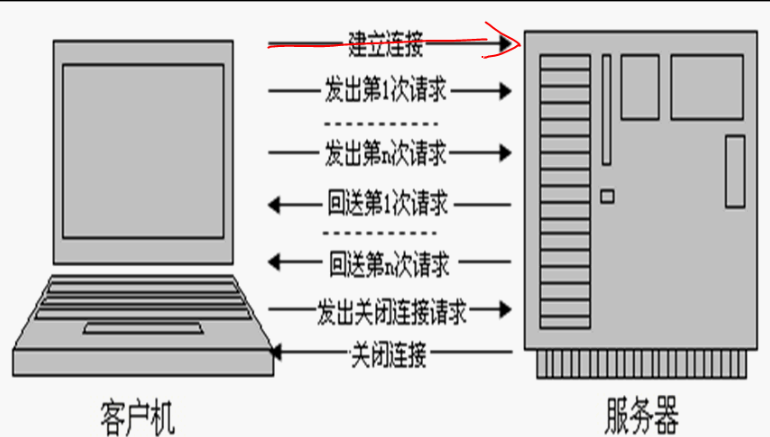 建立连接
发出第1次请求
发出第n次请求
回送第1次请求
回送第n次请求
发出关闭连接请求
关闭连接
客户机
服务器